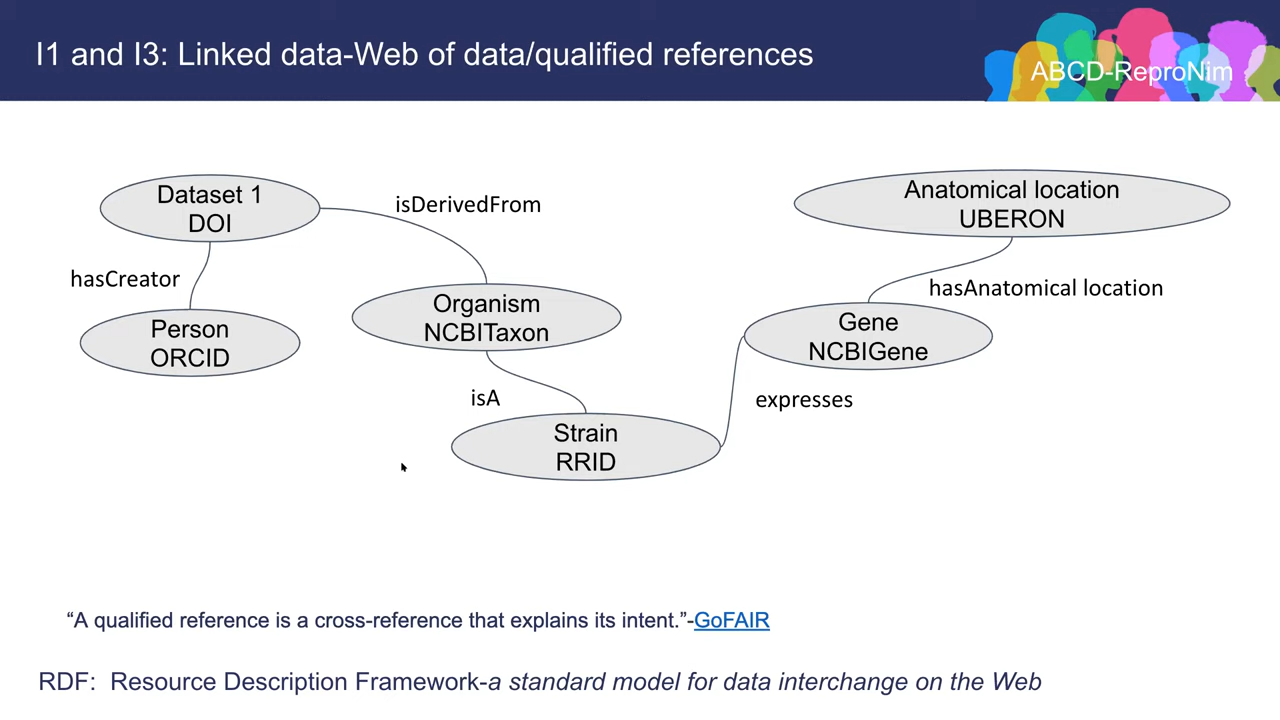 I1 and I3: Linked data-Web of data/qualified references
ABCD-ReproNim
Dataset 1
DOI
isDerivedFrom
Anatomical location
UBERON
hasCreator
hasAnatomical location
Person
ORCID
Organism
NCBITaxon
Gene
NCBIGene
isA
expresses
Strain
RRID
“A qualified reference is a cross-reference that explains its intent.”-GoFAIR
RDF: Resource Description Framework-a standard model for data interchange on the Web